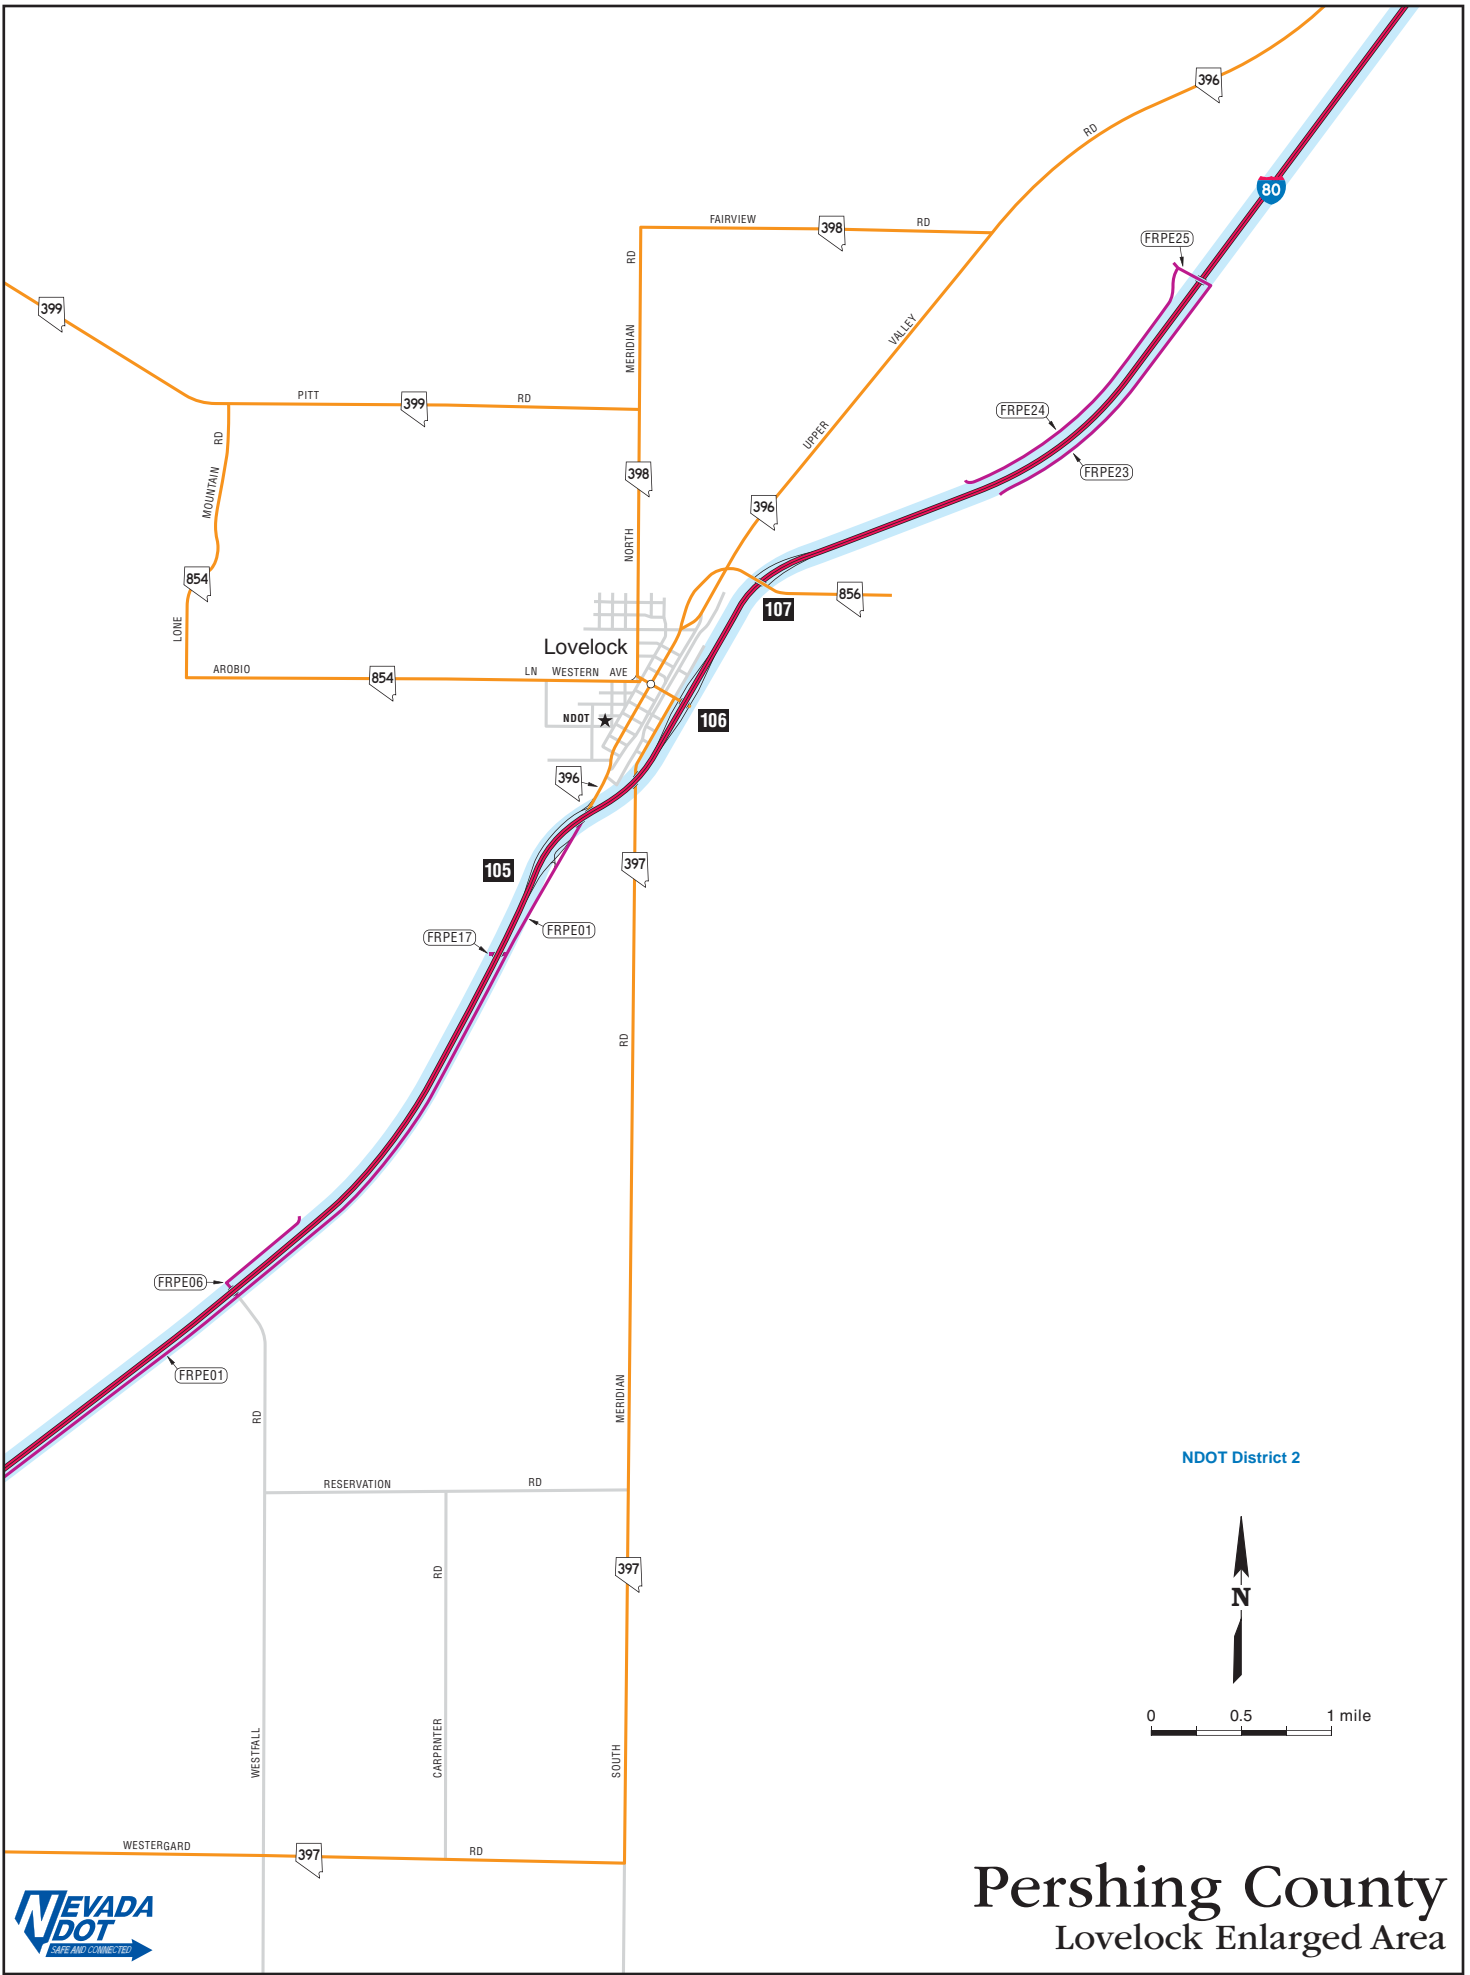 396
RD
80
FAIRVIEW
398
RD
FRPE25
RD
399
MERIDIAN
VALLEY
PITT
399
RD
FRPE24
RD
UPPER
FRPE23
398
MOUNTAIN
396
NORTH
854
856
107
LONE
Lovelock
AROBIO
854
LN WESTERN AVE
NDOT
106
396
105
397
FRPE01
FRPE17
RD
FRPE06
FRPE01
MERIDIAN
RD
NDOT District 2
RESERVATION
RD
RD
397
N
0 0.5 1 mile
WESTFALL
CARPRNTER
SOUTH
WESTERGARD
397
RD
Pershing County
Lovelock Enlarged Area
NEVADA
DOT
SAFE AND CONNECTED